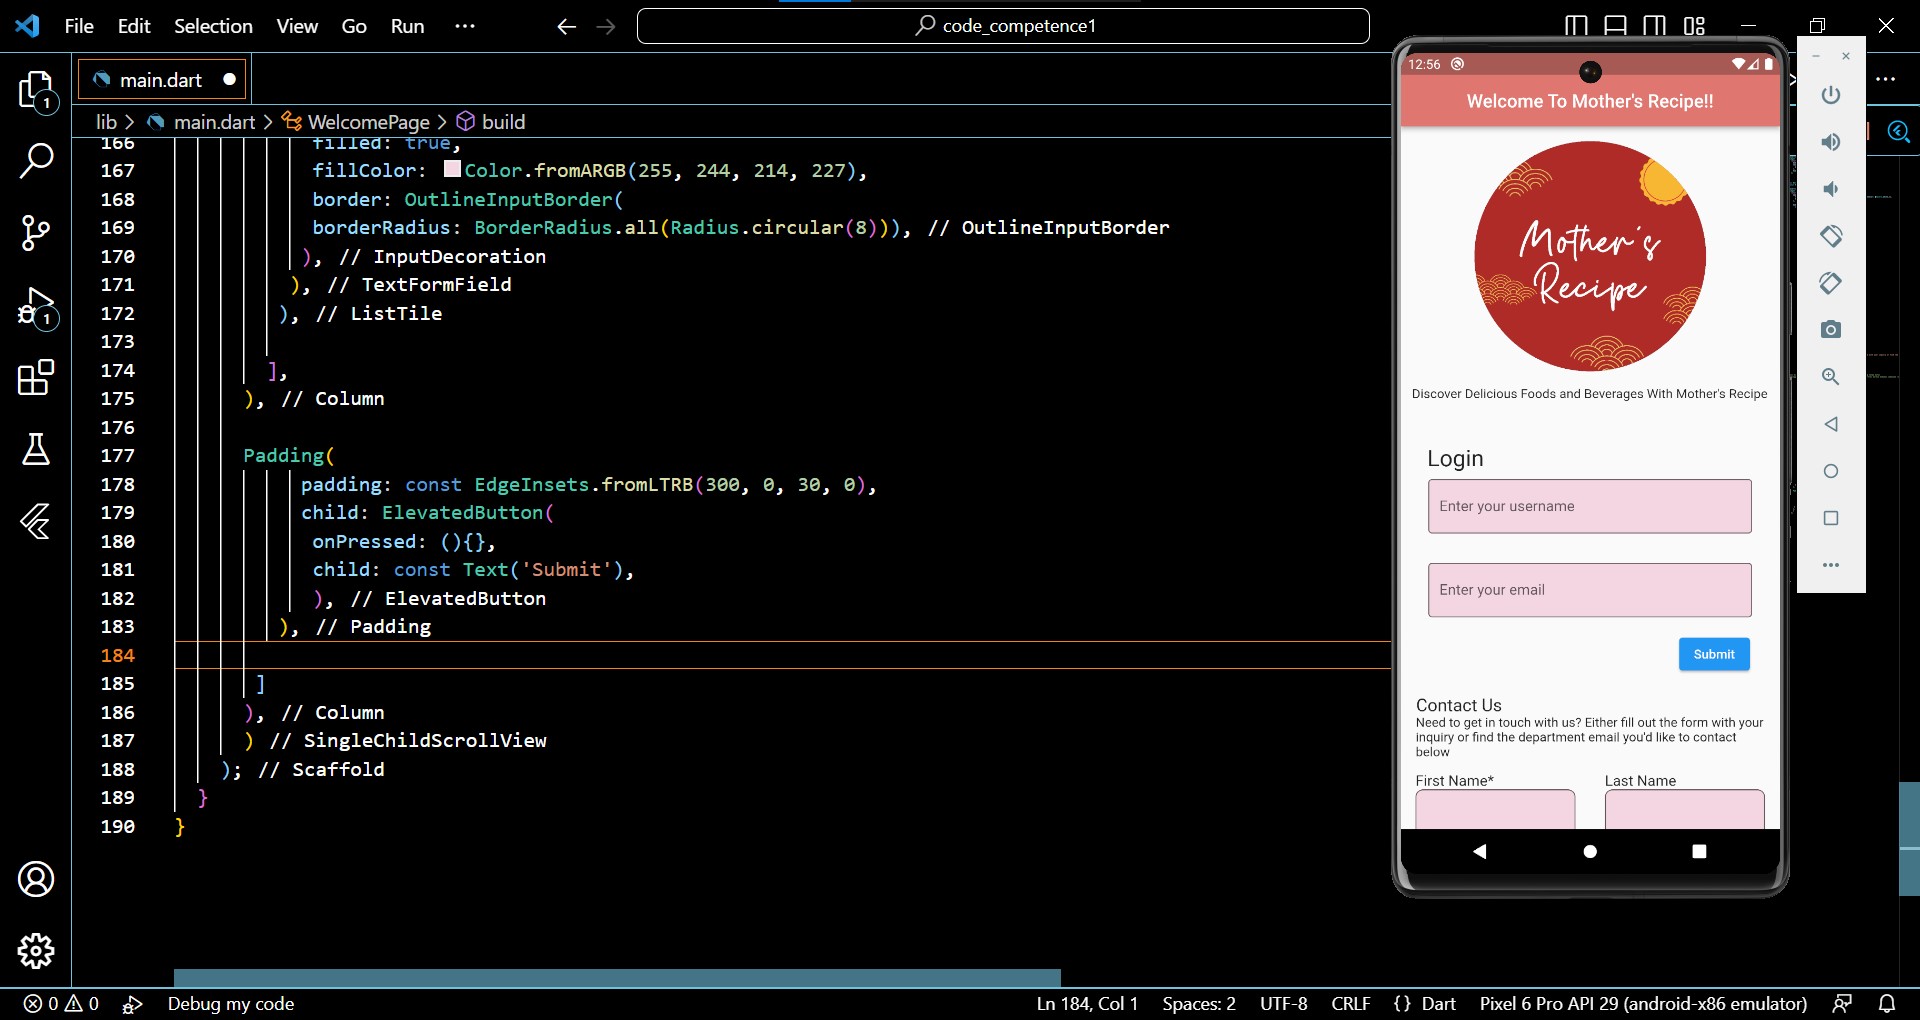 File Edit Selection View Go Run ···
code_competence1
main.dart
lib > main.dart > WelcomePage > build
166 filled: true,
167 fillColor: Color.fromARGB(255, 244, 214, 227),
168 border: OutlineInputBorder(
169 borderRadius: BorderRadius.all(Radius.circular(8))), // OutlineInputBorder
170 ), // InputDecoration
171 ), // TextFormField
172 ), // ListTile
173
174 ],
175 ), // Column
176
177 Padding(
178 padding: const EdgeInsets.fromLTRB(300, 0, 30, 0),
179 child: ElevatedButton(
180 onPressed: (){},
181 child: const Text('Submit'),
182 ), // ElevatedButton
183 ), // Padding
184
185 ]
186 ), // Column
187 ) // SingleChildScrollView
188 ); // Scaffold
189 }
190 }
1
1
12:56
Welcome To Mother's Recipe!!
Mother's
Recipe
Discover Delicious Foods and Beverages With Mother's Recipe
Login
Enter your username
Enter your email
Submit
Contact Us
Need to get in touch with us? Either fill out the form with your
inquiry or find the department email you'd like to contact
below
First Name* Last Name
0 0 Debug my code Ln 184, Col 1 Spaces: 2 UTF-8 CRLF {} Dart Pixel 6 Pro API 29 (android-x86 emulator)